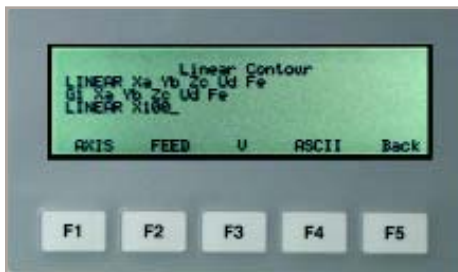 Linear Contour
LINEAR Xa Yb Zc Ud Fe
G1 Xa Yb Zc Ud Fe
LINEAR X100_
AXIS FEED V ASCII Back
F1 F2 F3 F4 F5